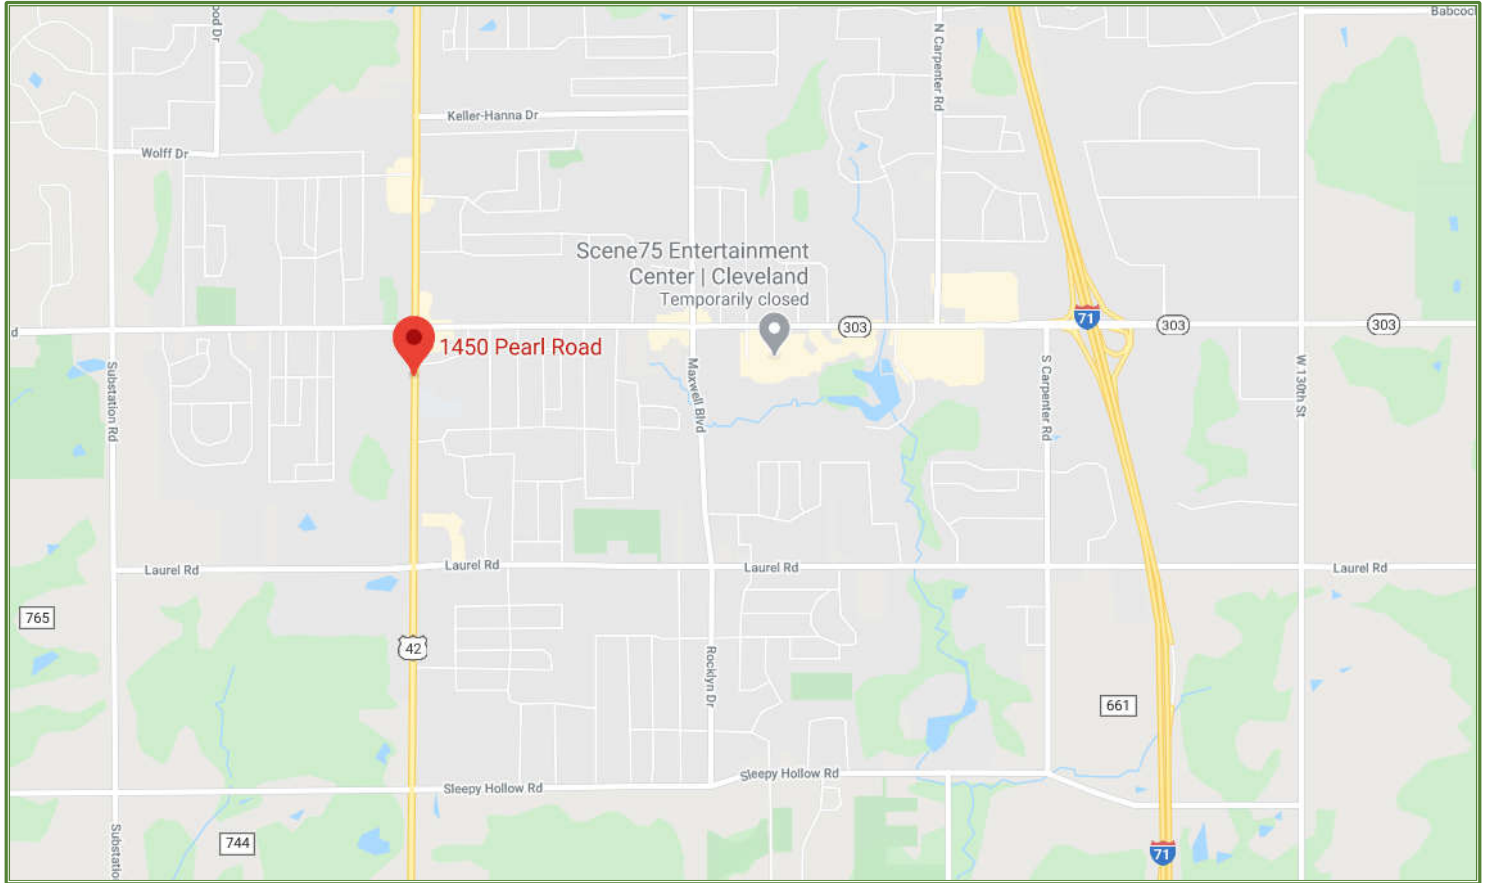 Babcoc
ood Dr
N Carpenter Rd
Keller-Hanna Dr
Wolff Dr
Scene75 Entertainment
Center | Cleveland
Temporarily closed
71
303
303
303
d
1450 Pearl Road
Substation Rd
Maxwell Blvd
S Carpenter Rd
W 130th St
Laurel Rd
Laurel Rd
Laurel Rd
Laurel Rd
765
42
Rocklyn Dr
661
Sleepy Hollow Rd
Sleepy Hollow Rd
Substatio
744
71